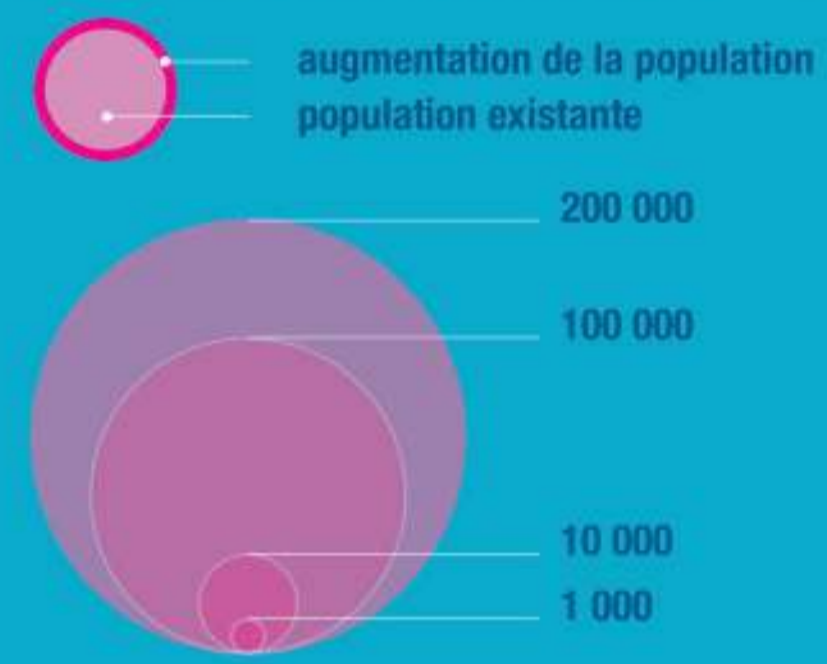 augmentation de la population
population existante
200 000
100 000
10 000
1 000